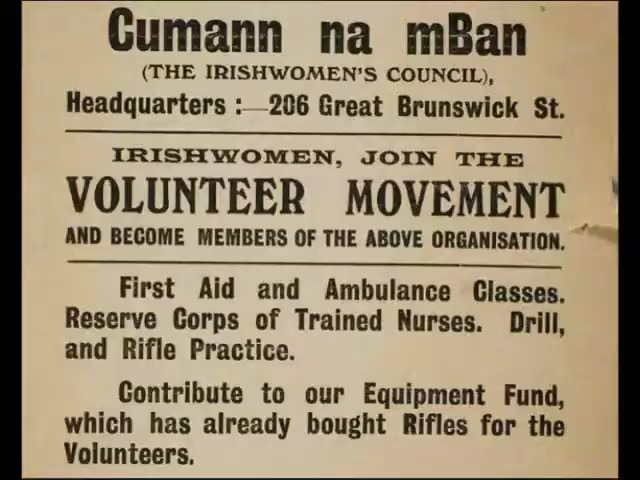 Cumann na mBan
(THE IRISHWOMEN'S COUNCIL),
Headquarters :—206 Great Brunswick St.
IRISHWOMEN, JOIN THE
VOLUNTEER MOVEMENT
AND BECOME MEMBERS OF THE ABOVE ORGANISATION.
First Aid and Ambulance Classes.
Reserve Corps of Trained Nurses. Drill,
and Rifle Practice.
Contribute to our Equipment Fund,
which has already bought Rifles for the
Volunteers.